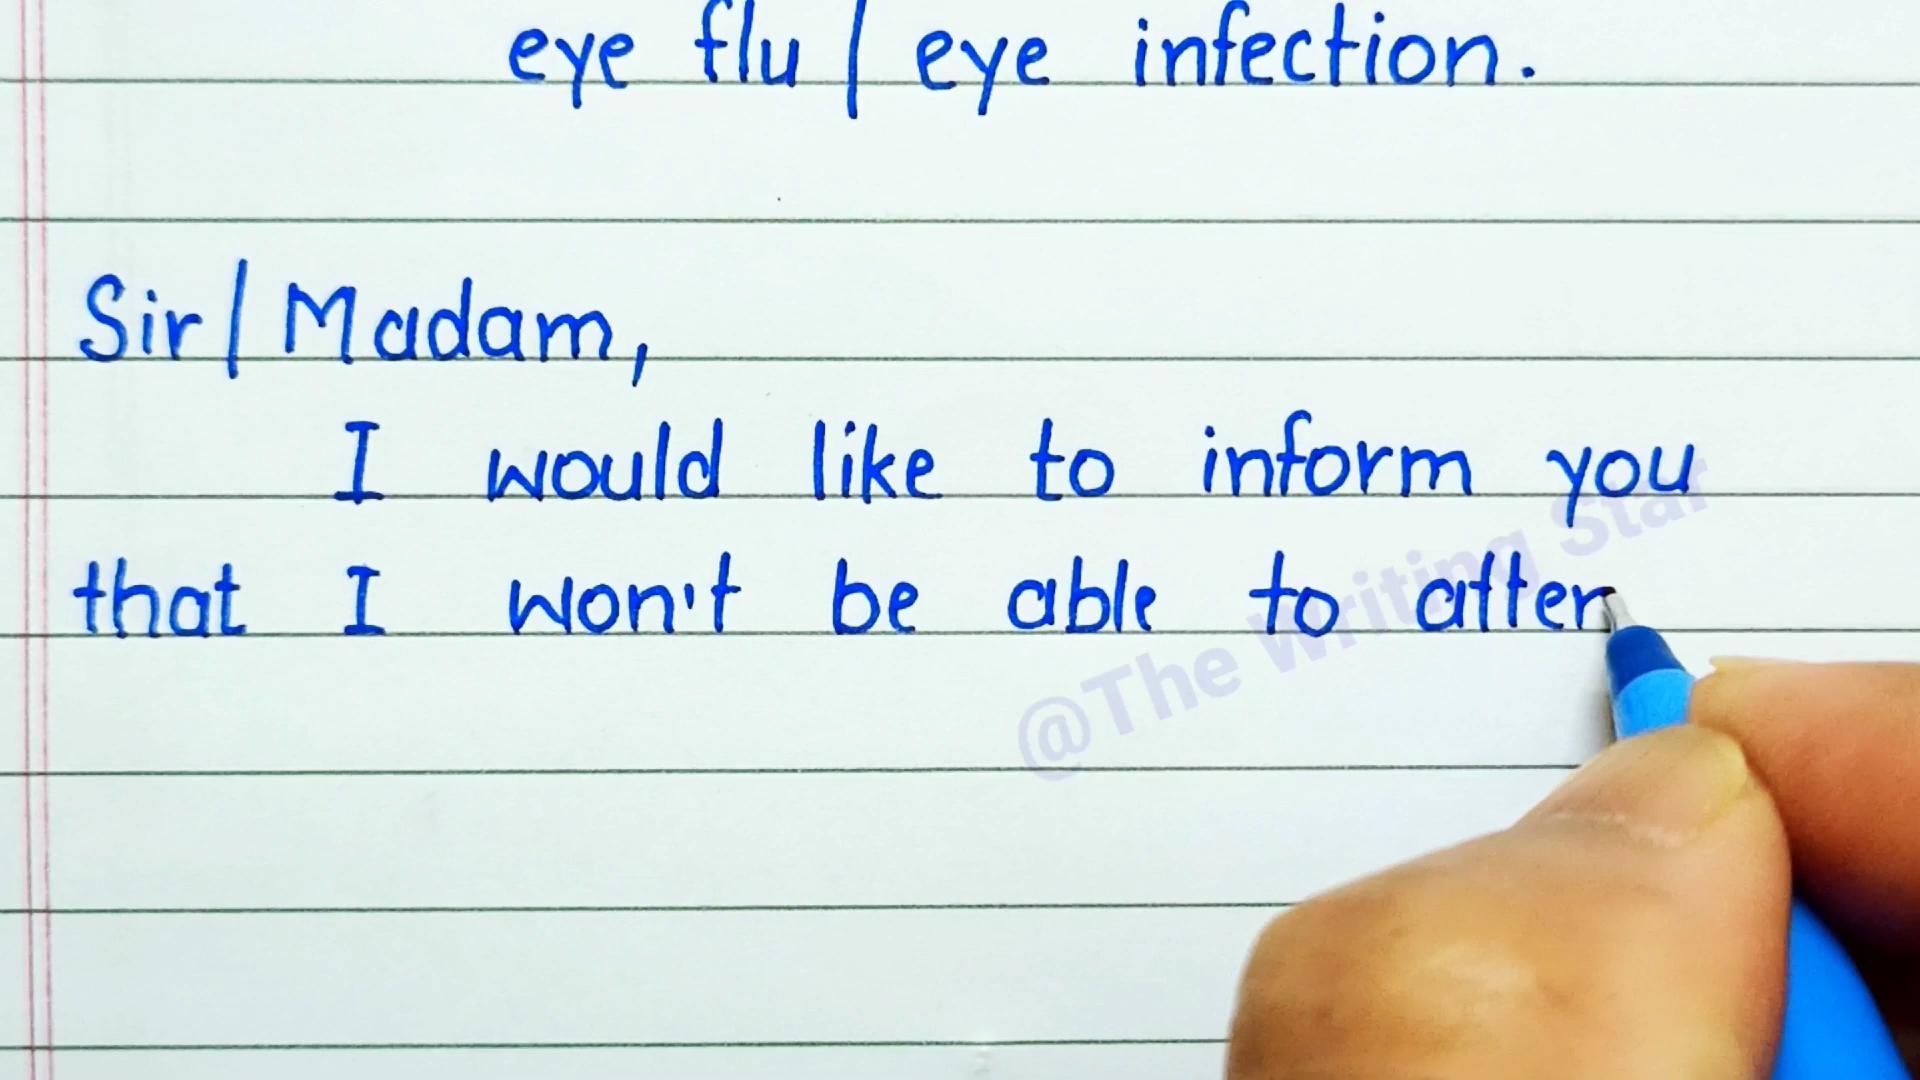 eye flu / eye infection.
Sir / Madam,
I would like to inform you
that I won't be able to atten
@The Writing Star